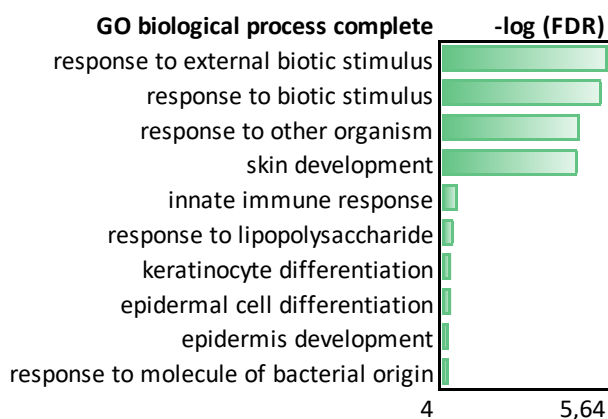 GO biological process complete -log (FDR)
response to external biotic stimulus
response to biotic stimulus
response to other organism
skin development
innate immune response
response to lipopolysaccharide
keratinocyte differentiation
epidermal cell differentiation
epidermis development
response to molecule of bacterial origin
4 5,64